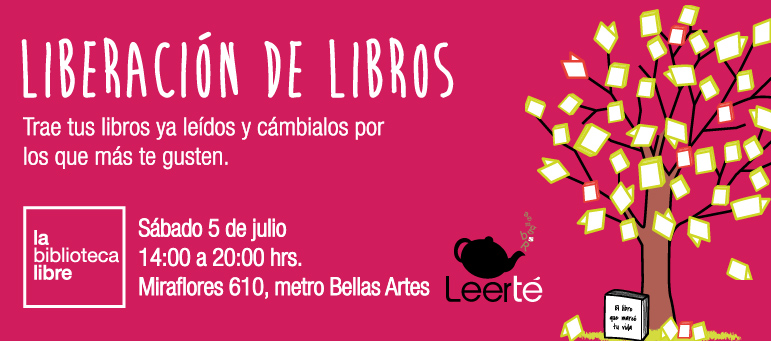 LIBERACIÓN DE LIBROS
Trae tus libros ya leídos y cámbialos por
los que más te gusten.
la
biblioteca
libre
Sábado 5 de julio
14:00 a 20:00 hrs.
Miraflores 610, metro Bellas Artes
Leerté
El libro
que marcó
tu vida